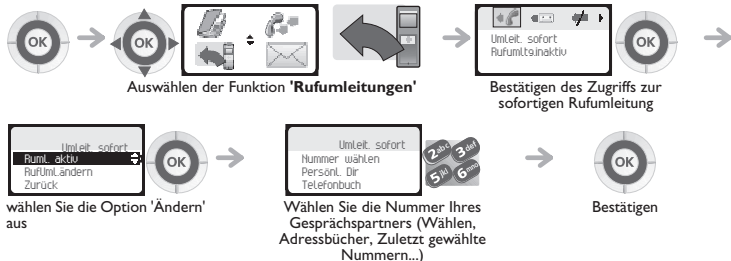 OK
OK
Auswählen der Funktion 'Rufumleitungen'
Umleit. sofort
Rufumltg.inaktiv
OK
Bestätigen des Zugriffs zur
sofortigen Rufumleitung
Umleit. sofort
Ruml. aktiv
RufUml.ändern
Zurück
OK
wählen Sie die Option 'Ändern'
aus
Umleit. sofort
Nummer wählen
Persönl. Dir
Telefonbuch
2abc 3def
5jkl 6mno
Wählen Sie die Nummer Ihres
Gesprächspartners (Wählen,
Adressbücher, Zuletzt gewählte
Nummern...)
OK
Bestätigen